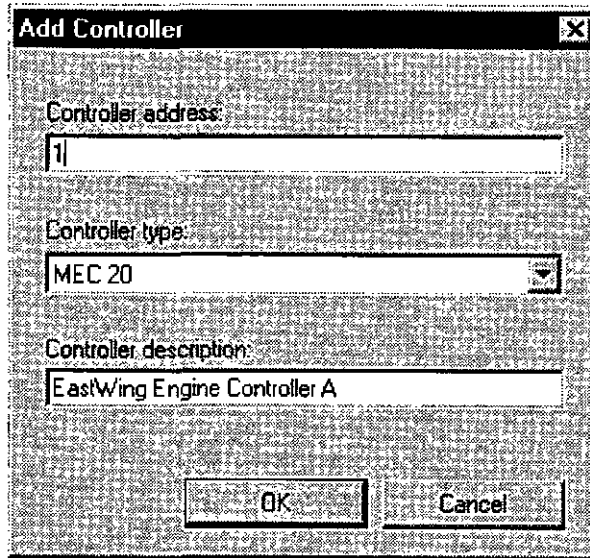 Add Controller
Controller address:
1
Controller type:
MEC 20
Controller description:
EastWing Engine Controller A
OK
Cancel